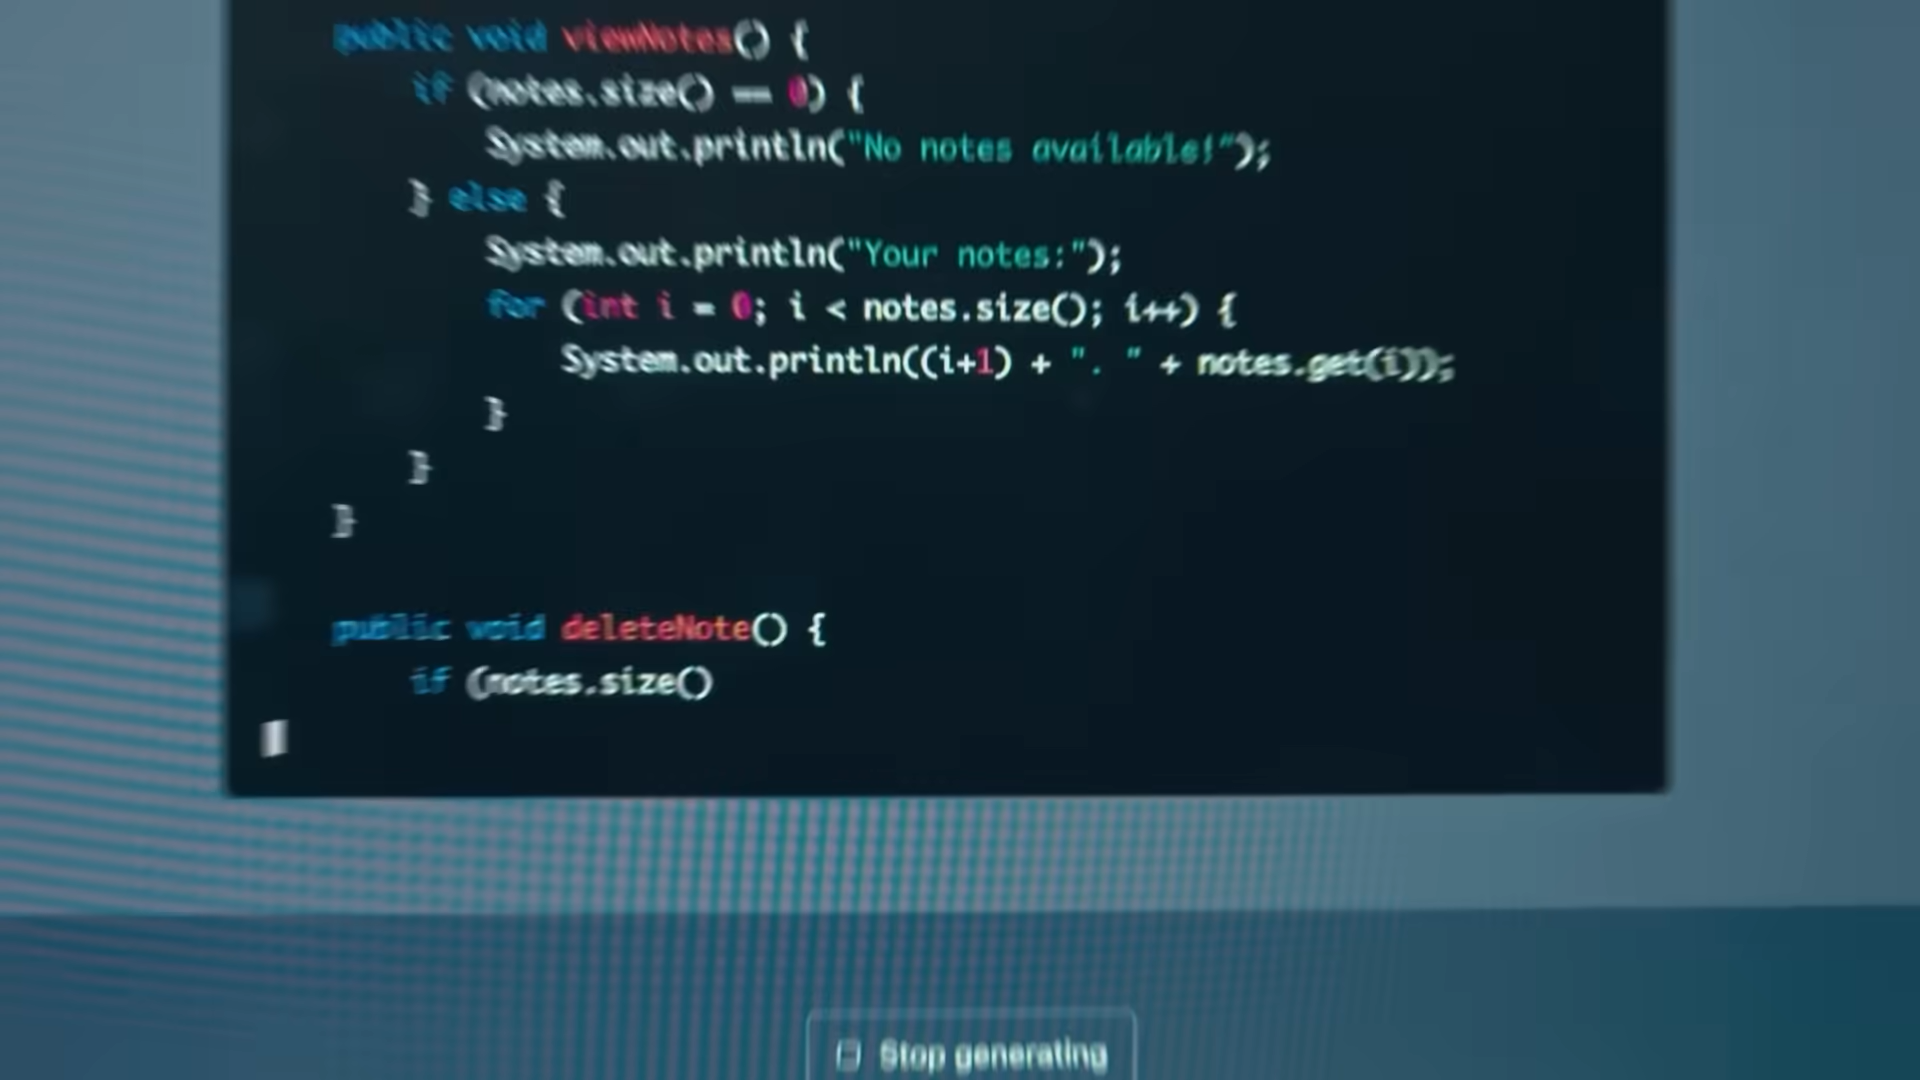 public void viewNotes() {
if (notes.size() == 0) {
System.out.println("No notes available!");
} else {
System.out.println("Your notes:");
for (int i = 0; i < notes.size(); i++) {
System.out.println((i+1) + ". " + notes.get(i));
}
}
}
public void deleteNote() {
if (notes.size()
Stop generating